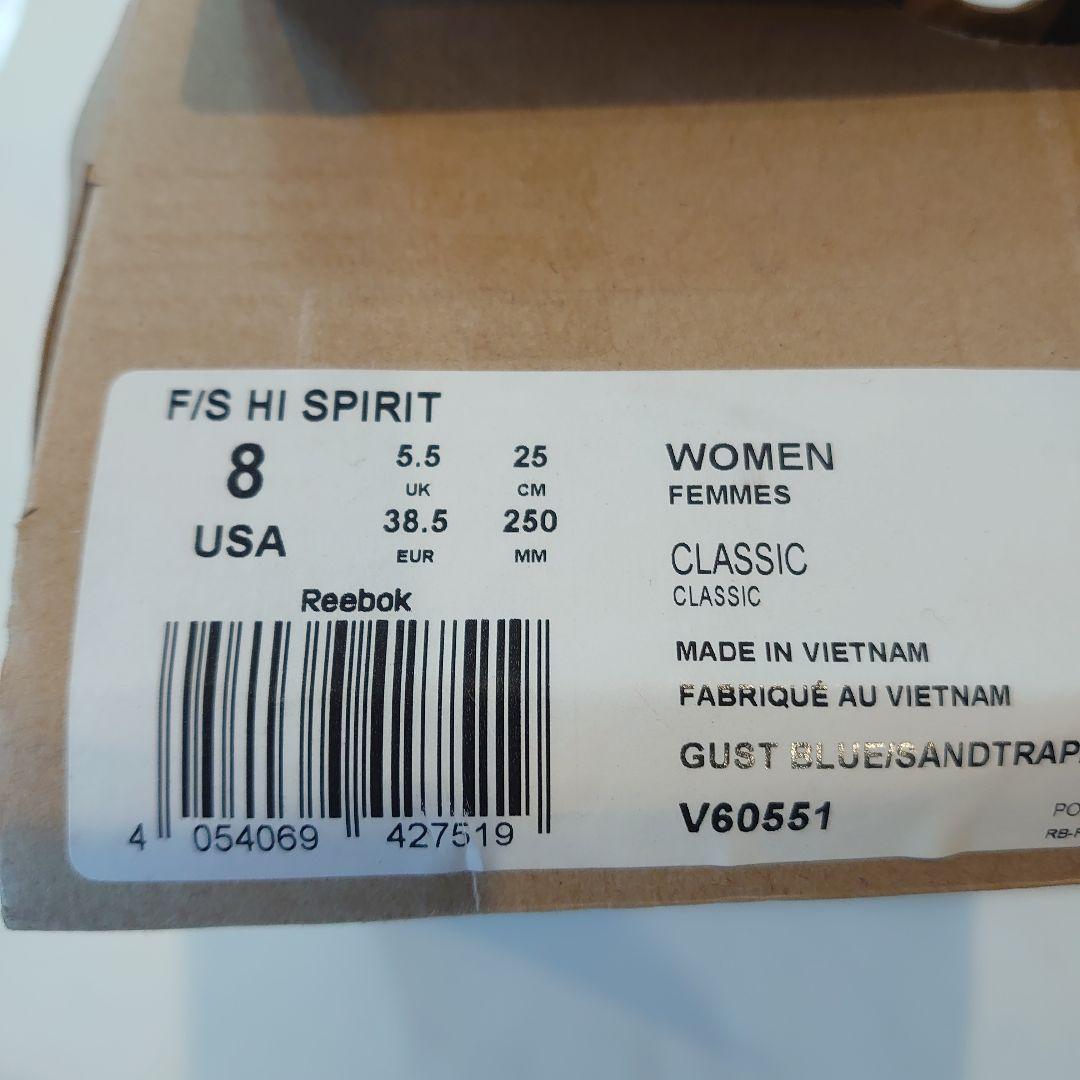 F/S HI SPIRIT
8
USA
5.5
UK
38.5
EUR
25
CM
250
MM
Reebok
4 054069 427519
WOMEN
FEMMES
CLASSIC
CLASSIC
MADE IN VIETNAM
FABRIQUÉ AU VIETNAM
GUST BLUE/SANDTRAP
V60551
PO